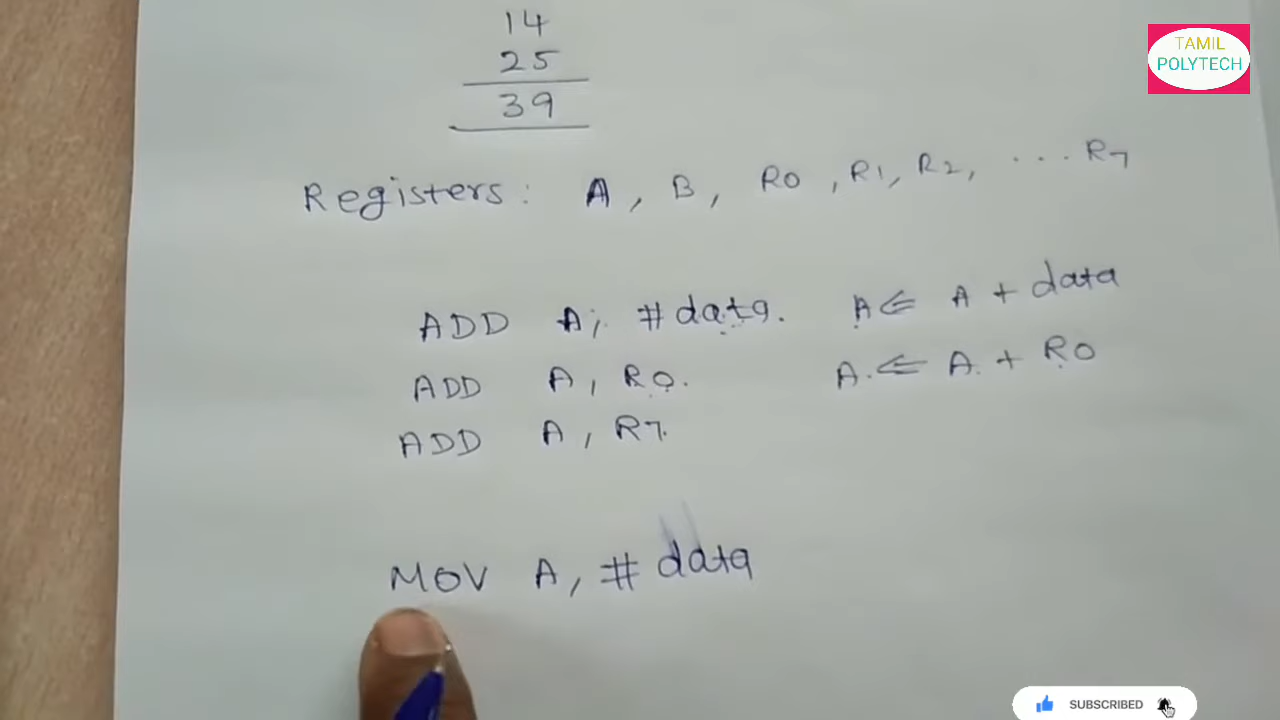 14
25
39
TAMIL
POLYTECH
Registers: A, B, R0, R1, R2, ... R7
ADD A, #data. A ⇐ A + data
ADD A, R0. A ⇐ A + R0
ADD A, R7.
MOV A, # data
SUBSCRIBED